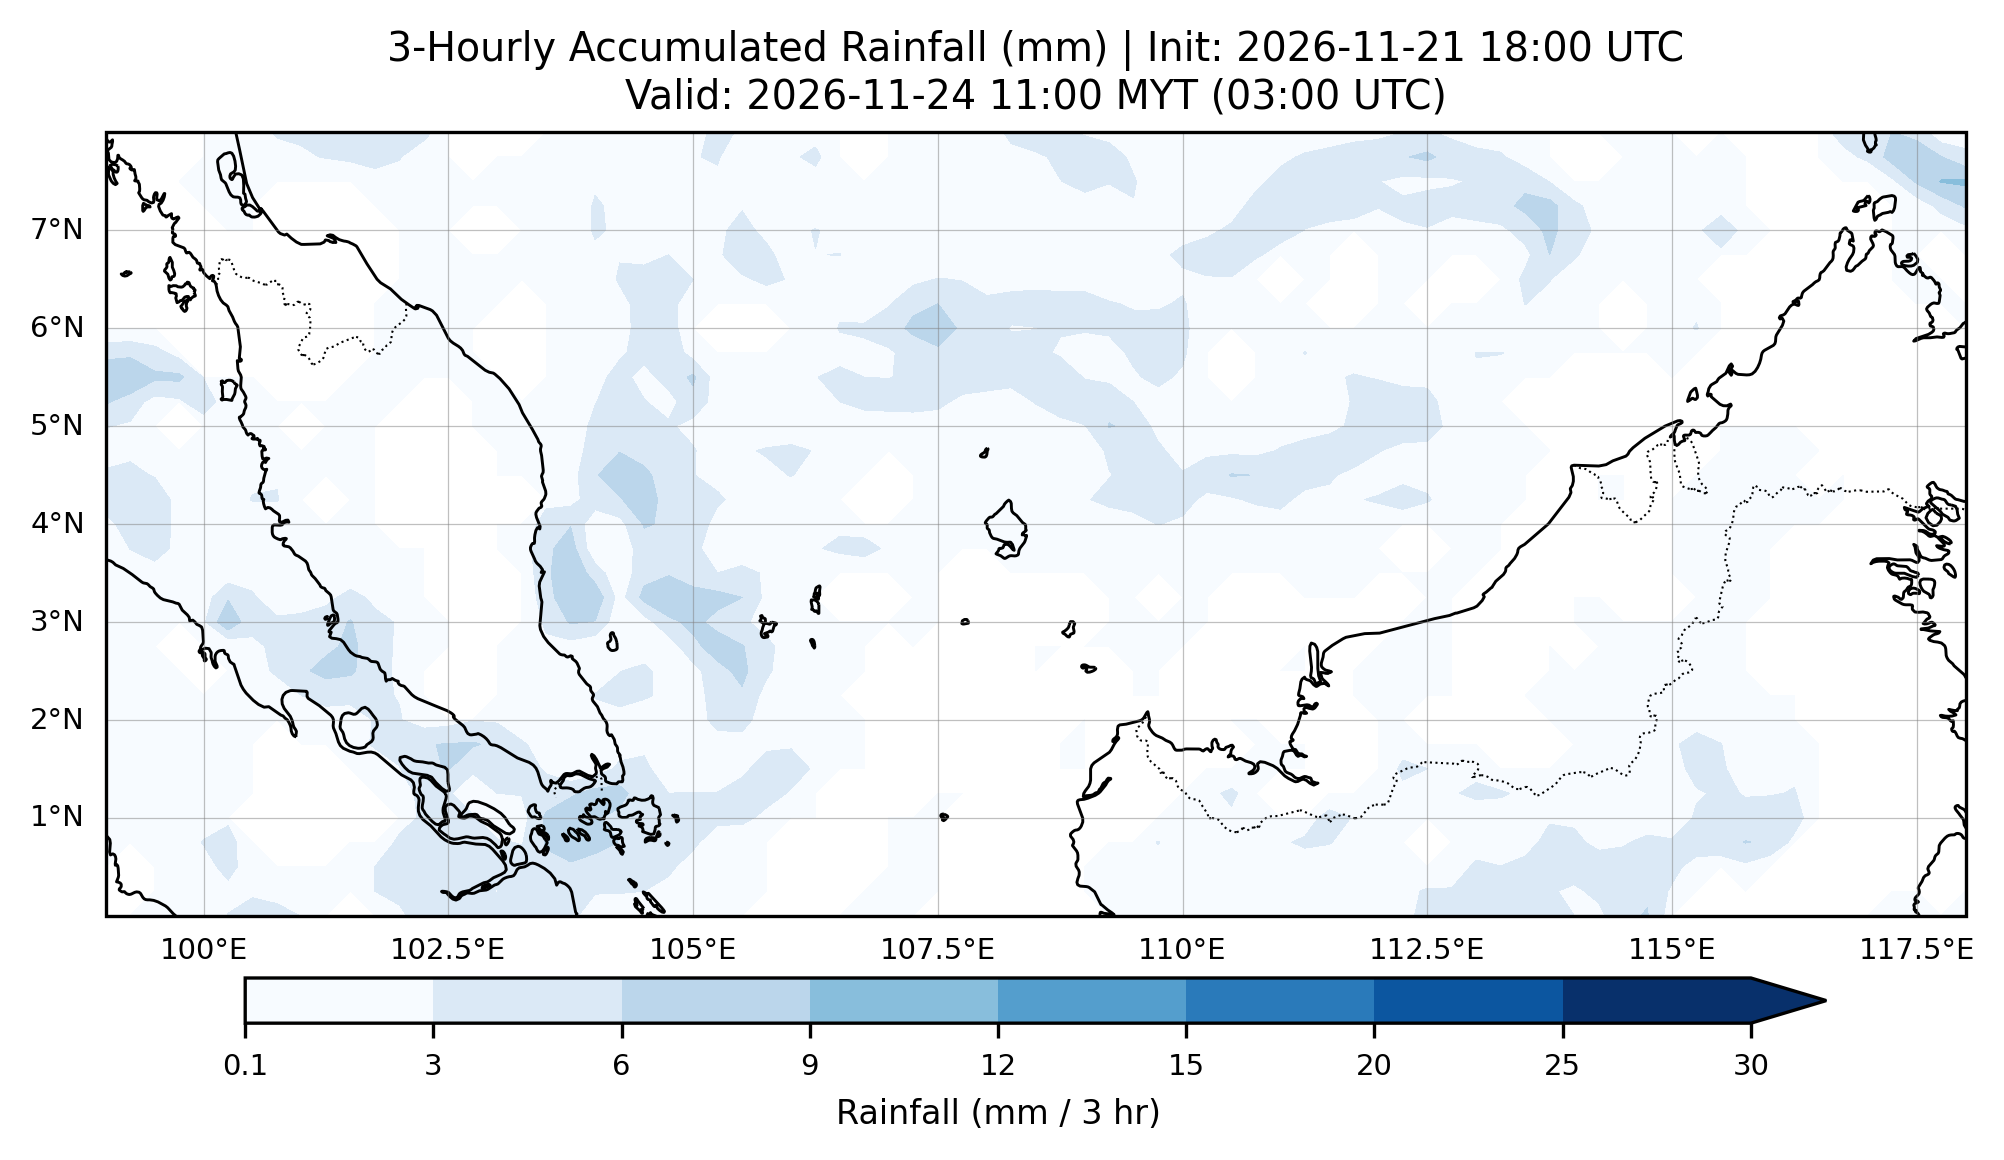 3-Hourly Accumulated Rainfall (mm) | Init: 2026-11-21 18:00 UTC
Valid: 2026-11-24 11:00 MYT (03:00 UTC)
7°N
6°N
5°N
4°N
3°N
2°N
1°N
100°E 102.5°E 105°E 107.5°E 110°E 112.5°E 115°E 117.5°E
0.1 3 6 9 12 15 20 25 30
Rainfall (mm / 3 hr)